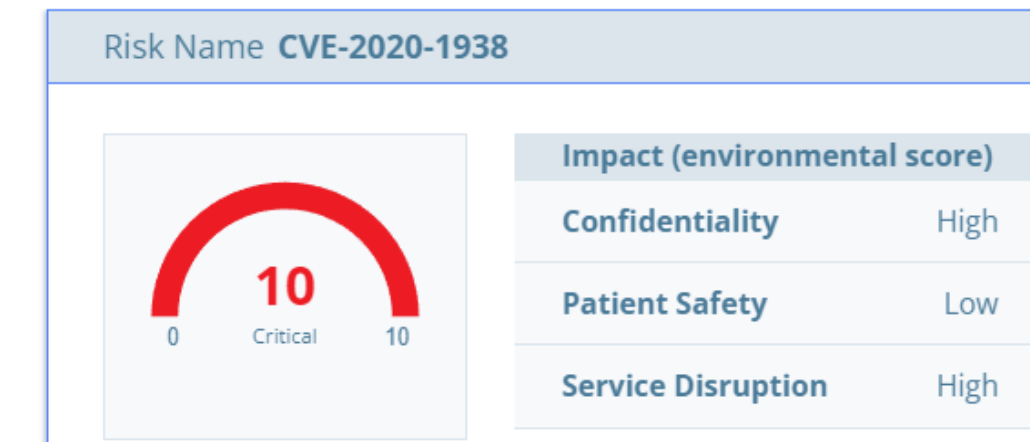 Risk Name CVE-2020-1938
10
0 Critical 10
Impact (environmental score)
Confidentiality High
Patient Safety Low
Service Disruption High